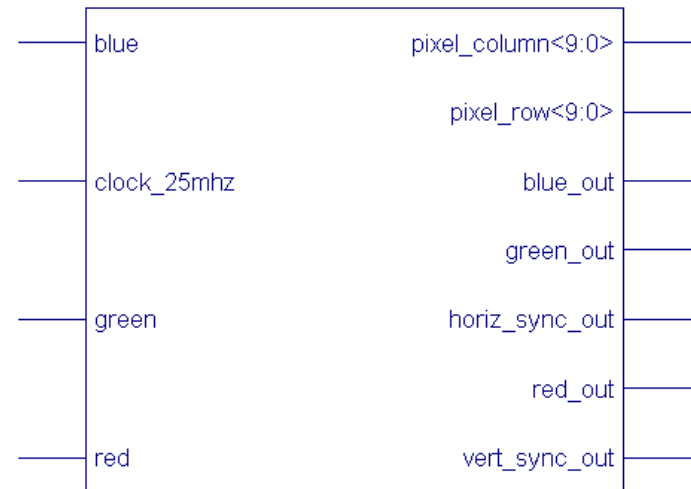 blue
pixel_column<9:0>
pixel_row<9:0>
clock_25mhz
blue_out
green_out
green
horiz_sync_out
red_out
red
vert_sync_out